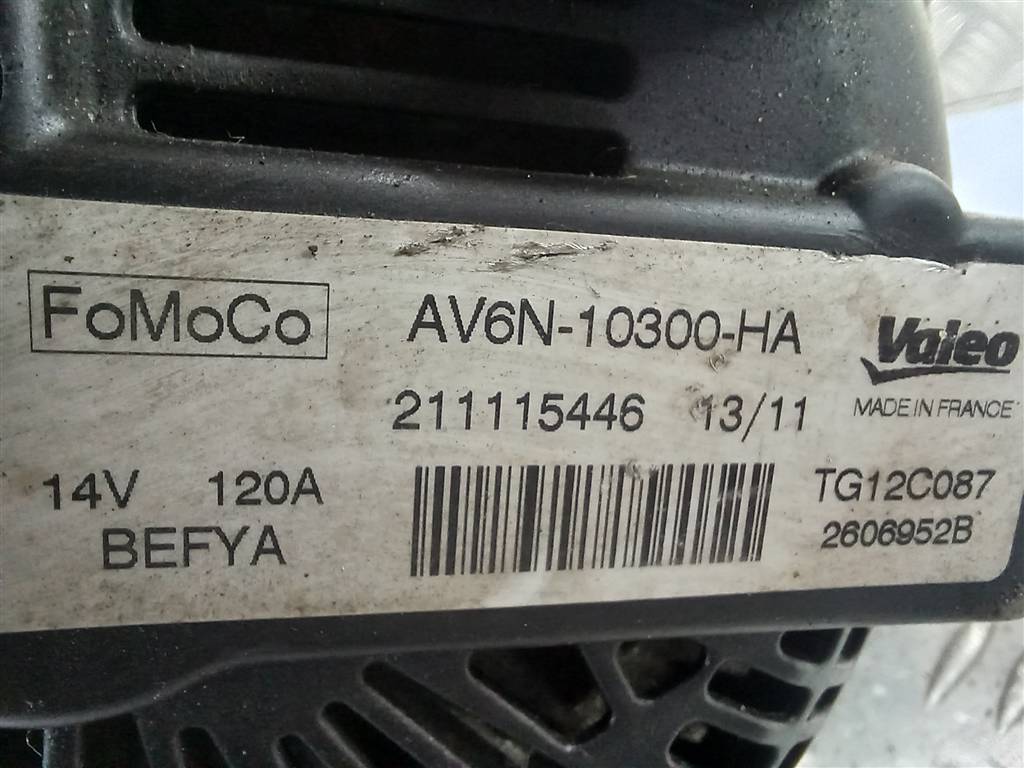 FoMoCo AV6N-10300-HA Valeo
211115446 13/11 MADE IN FRANCE
14V 120A TG12C087
BEFYA 2606952B